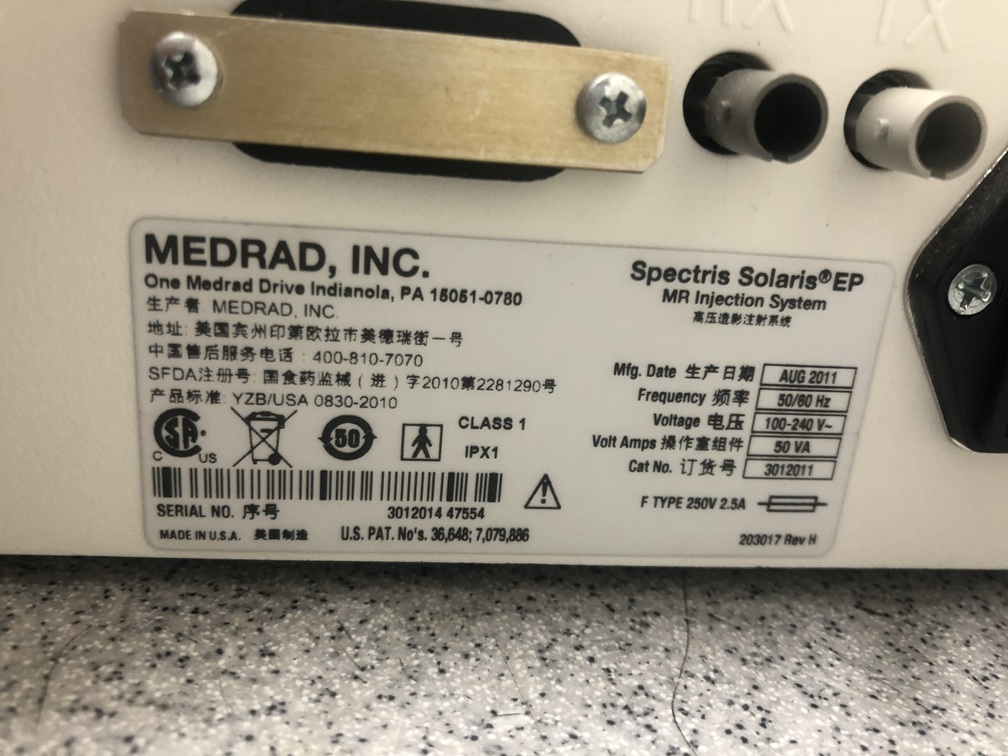 RX TX
MEDRAD, INC.
One Medrad Drive Indianola, PA 15051-0780
生产者 MEDRAD, INC.
地址: 美国宾州印第欧拉市美德瑞街一号
中国售后服务电话: 400-810-7070
SFDA注册号: 国食药监械（进）字2010第2281290号
产品标准: YZB/USA 0830-2010
C SA US
50
CLASS 1
IPX1
SERIAL NO. 序号 3012014 47554
MADE IN U.S.A. 美国制造 U.S. PAT. No's. 36,648; 7,079,886
Spectris Solaris® EP
MR Injection System
高压造影注射系统
Mfg. Date 生产日期 AUG 2011
Frequency 频率 50/60 Hz
Voltage 电压 100-240 V~
Volt Amps 操作室组件 50 VA
Cat No. 订货号 3012011
F TYPE 250V 2.5A
203017 Rev H